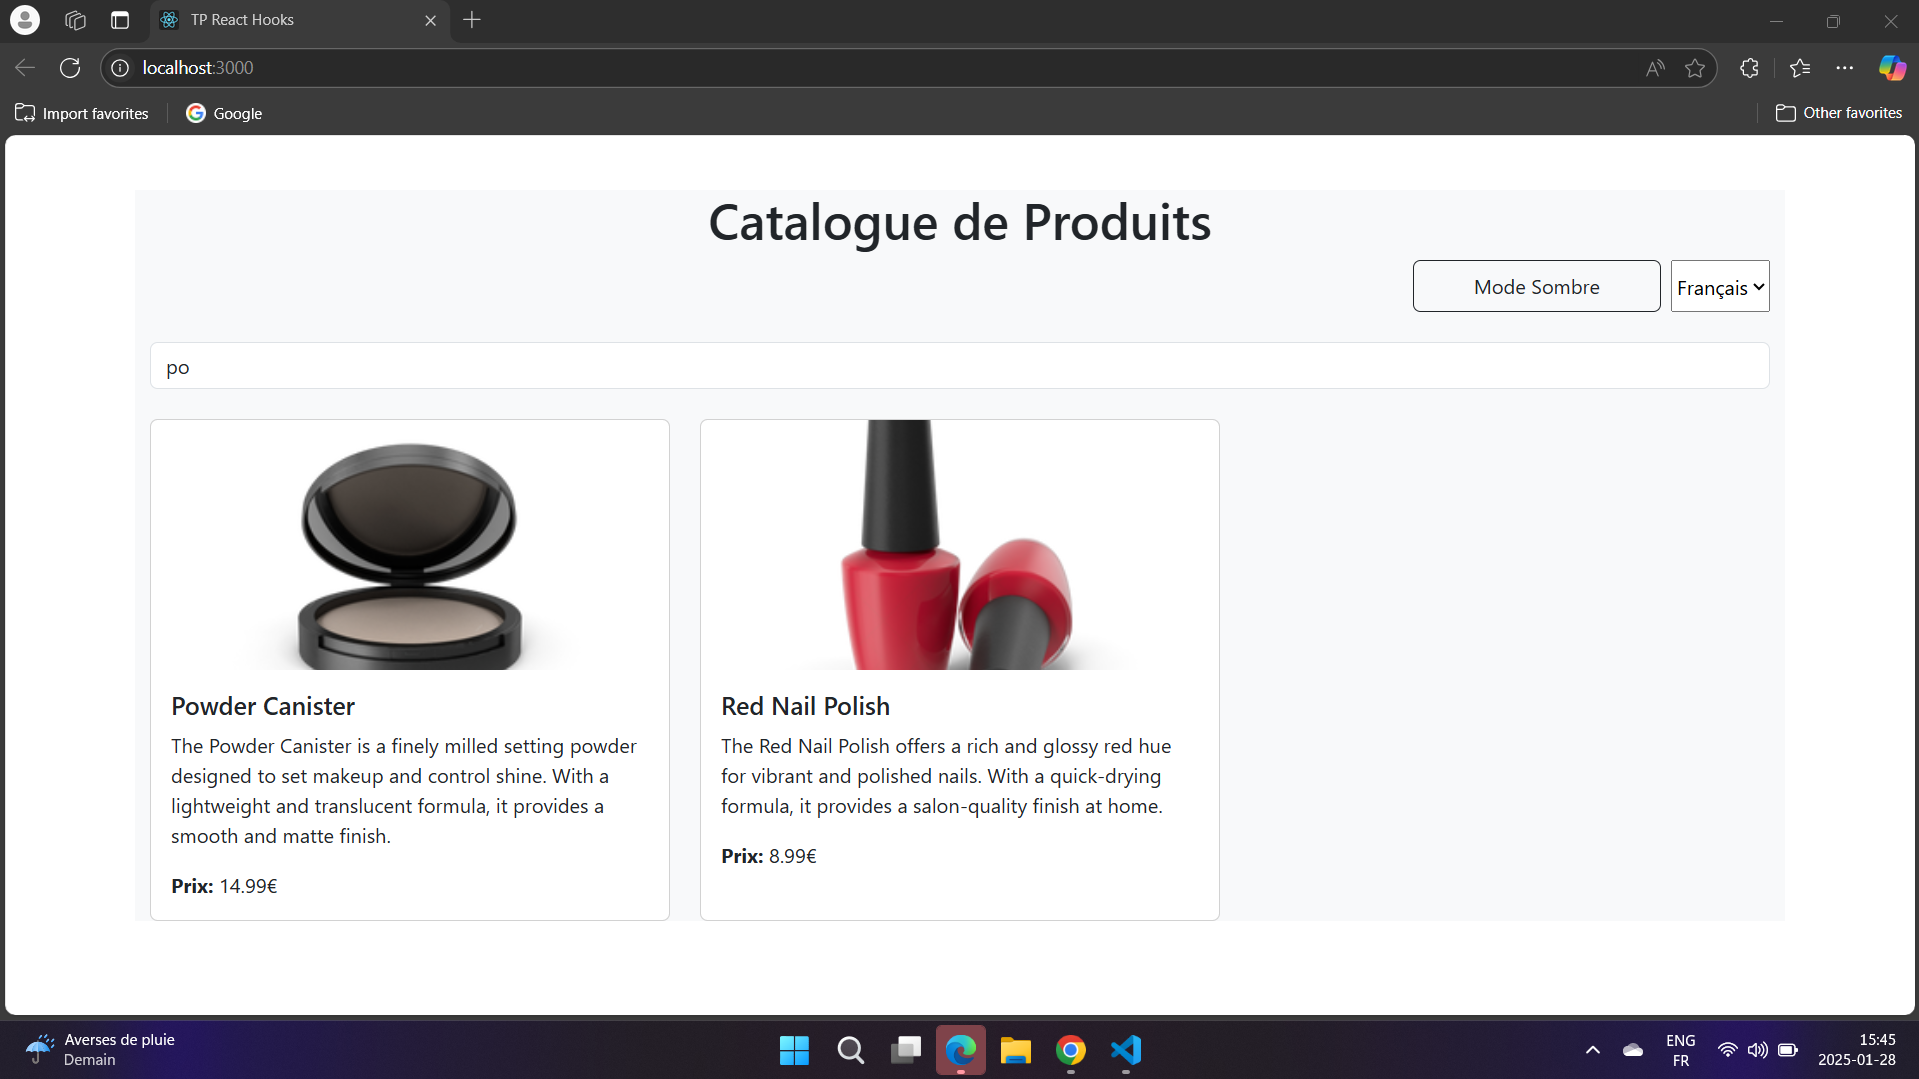 TP React Hooks
localhost:3000
Import favorites
Google
Other favorites
Catalogue de Produits
Mode Sombre
Français
po
Powder Canister
The Powder Canister is a finely milled setting powder
designed to set makeup and control shine. With a
lightweight and translucent formula, it provides a
smooth and matte finish.
Prix: 14.99€
Red Nail Polish
The Red Nail Polish offers a rich and glossy red hue
for vibrant and polished nails. With a quick-drying
formula, it provides a salon-quality finish at home.
Prix: 8.99€
Averses de pluie
Demain
ENG
FR
15:45
2025-01-28